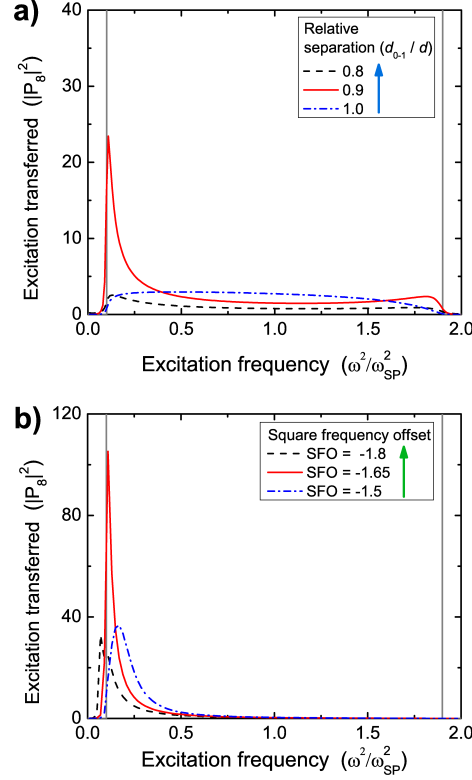 a)
40
30
20
10
0
Excitation transferred (|P₈|²)
Relative
separation (d₀₋₁ / d)
0.8
0.9
1.0
0.0 0.5 1.0 1.5 2.0
Excitation frequency (ω²/ω²SP)
b)
120
80
40
0
Excitation transferred (|P₈|²)
Square frequency offset
SFO = -1.8
SFO = -1.65
SFO = -1.5
0.0 0.5 1.0 1.5 2.0
Excitation frequency (ω²/ω²SP)